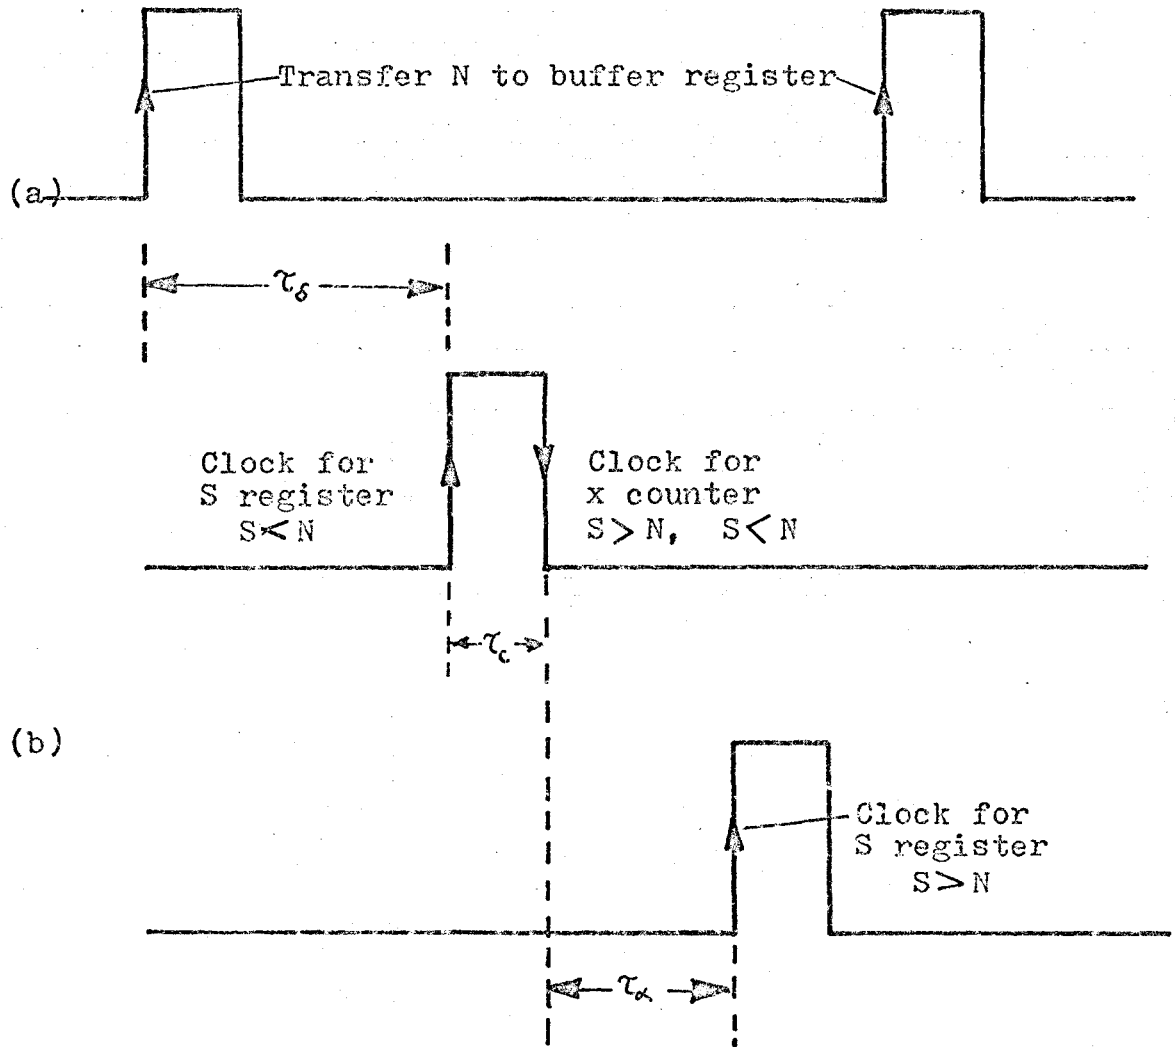 Transfer N to buffer register
(a)
τδ
Clock for
S register
S<N
Clock for
x counter
S>N, S<N
τc
(b)
Clock for
S register
S>N
τα